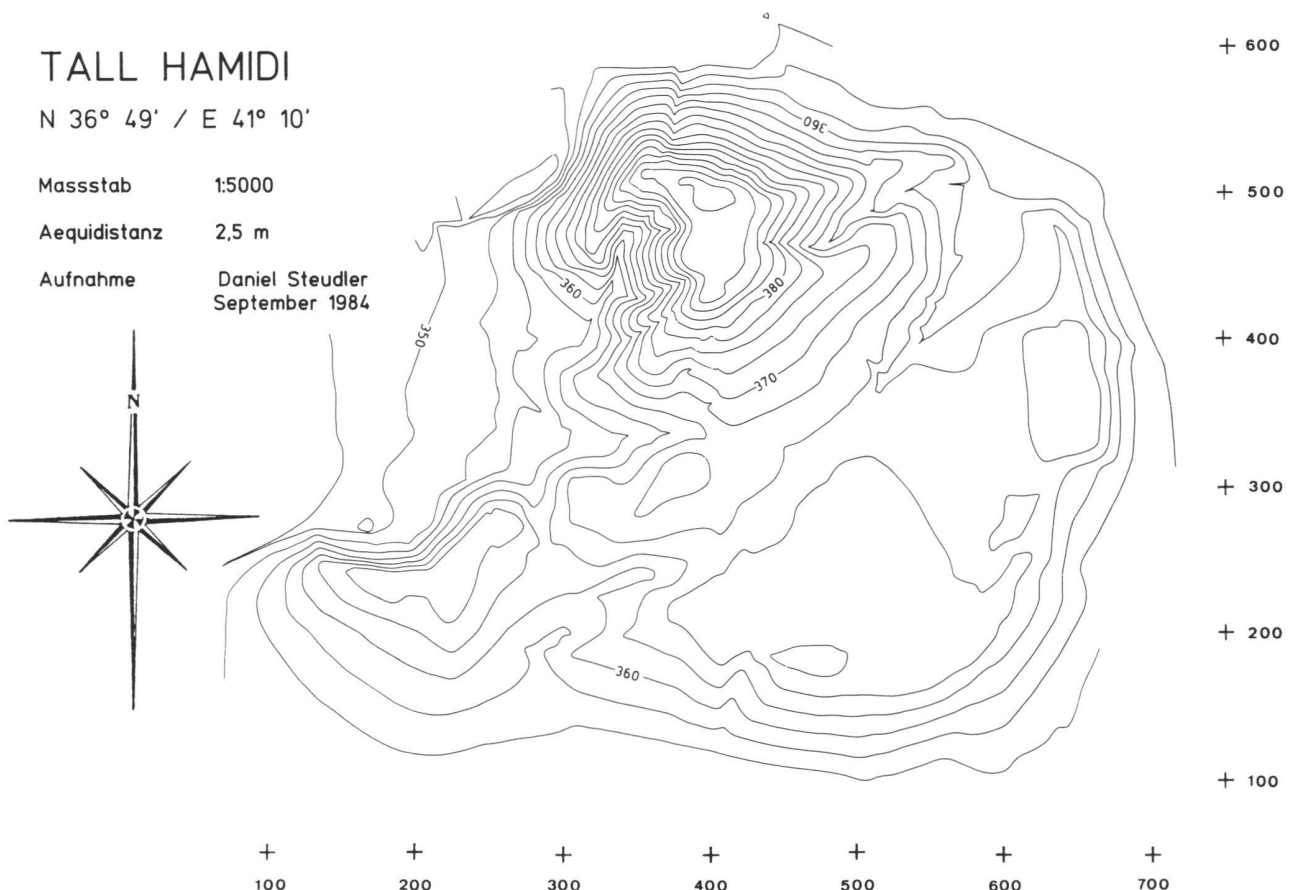 TALL HAMIDI
N 36° 49' / E 41° 10'
Massstab 1:5000
Aequidistanz 2,5 m
Aufnahme Daniel Steudler
September 1984
N
360
360
350
380
370
360
+ 600
+ 500
+ 400
+ 300
+ 200
+ 100
+ + + + + + +
100 200 300 400 500 600 700